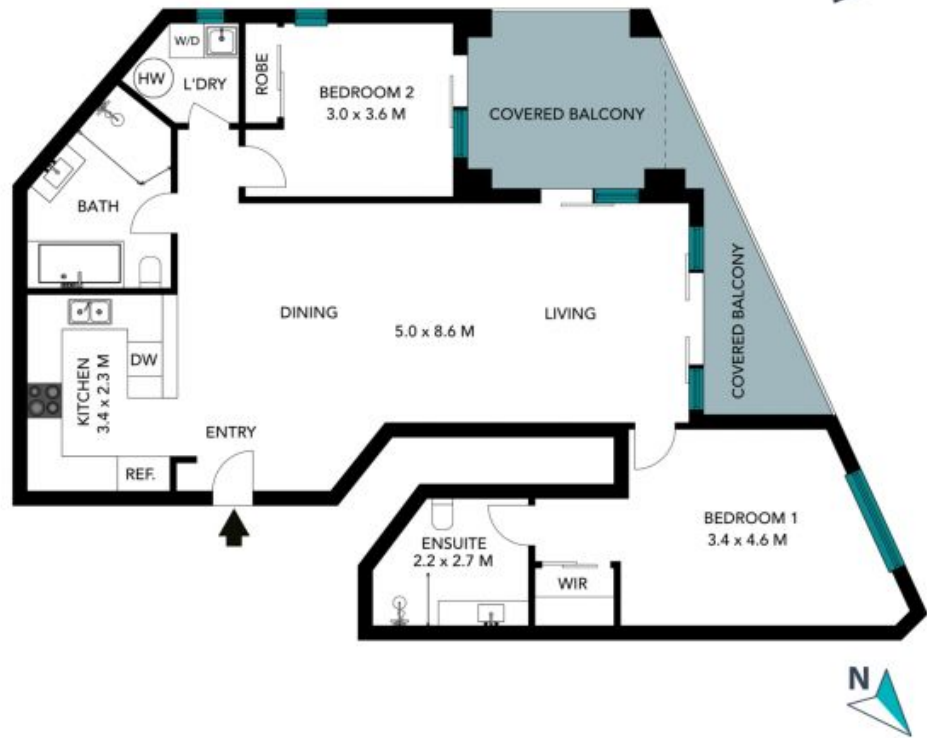 W/D
HW
L'DRY
ROBE
BEDROOM 2
3.0 x 3.6 M
COVERED BALCONY
BATH
DINING
5.0 x 8.6 M
LIVING
COVERED BALCONY
KITCHEN
3.4 x 2.3 M
DW
ENTRY
REF.
BEDROOM 1
3.4 x 4.6 M
ENSUITE
2.2 x 2.7 M
WIR
N